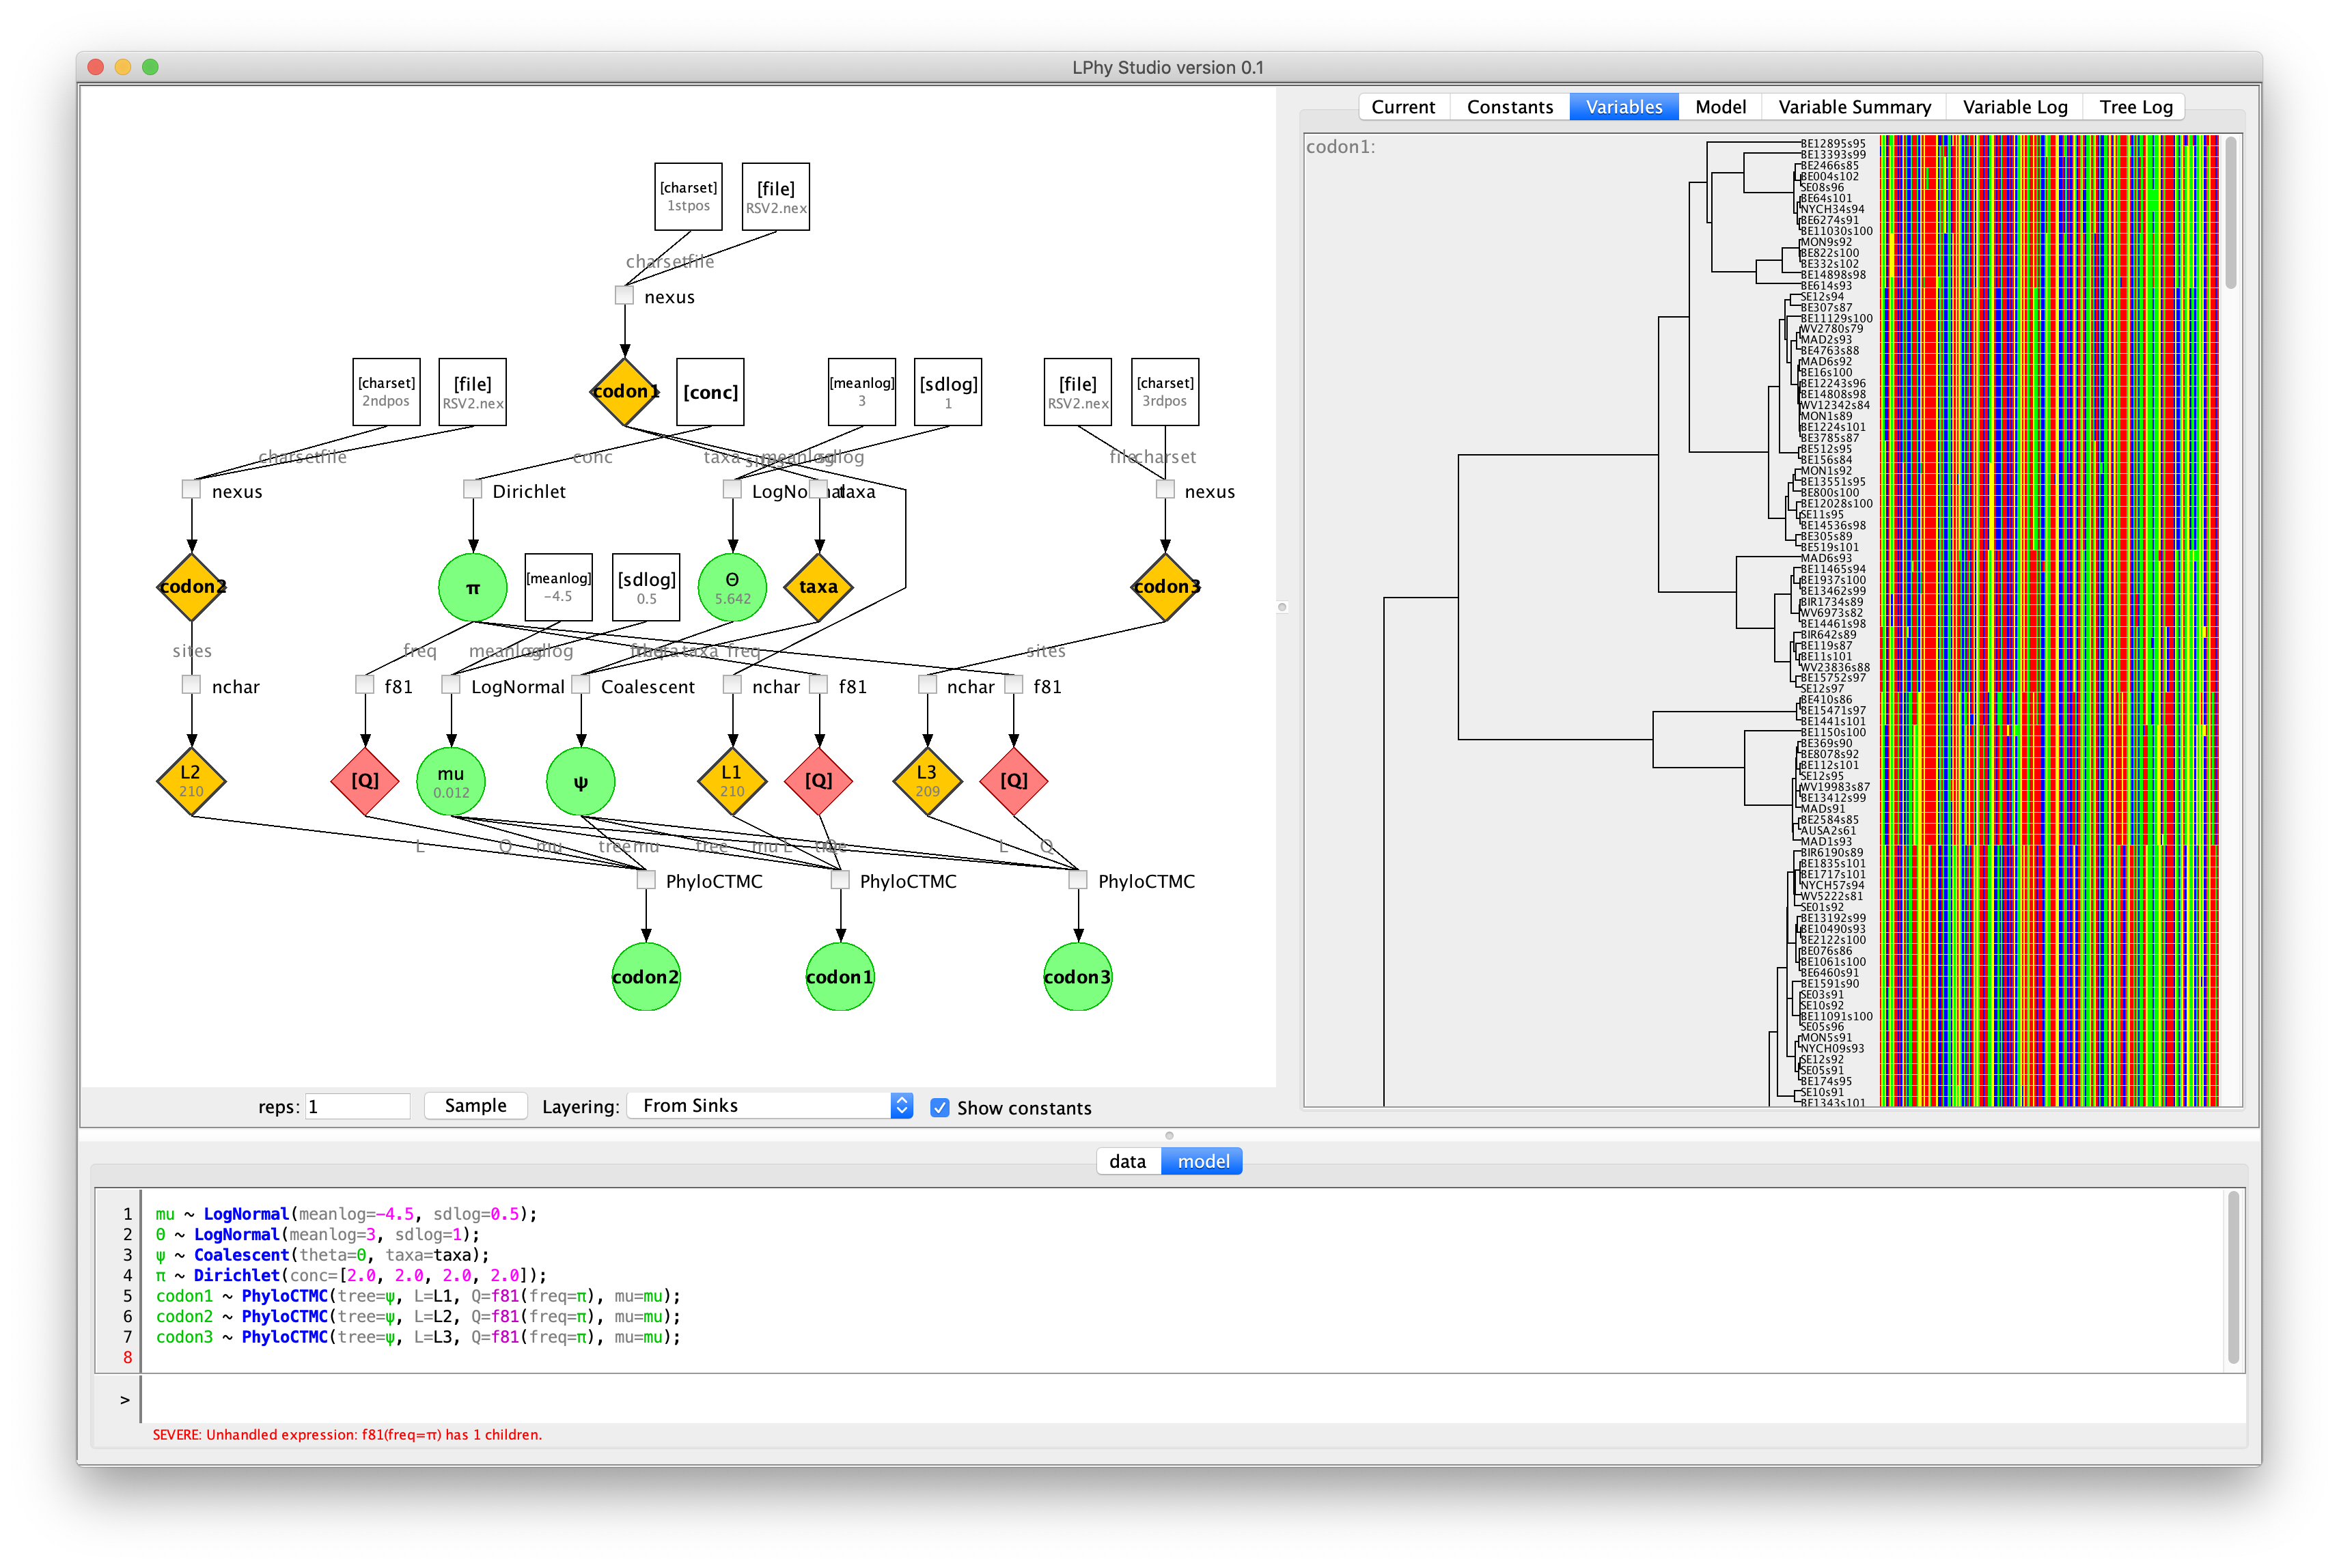 LPhy Studio version 0.1
[charset]
1stpos
[file]
RSV2.nex
charset
file
nexus
[charset]
2ndpos
[file]
RSV2.nex
codon1
[conc]
[meanlog]
3
[sdlog]
1
[file]
RSV2.nex
[charset]
3rdpos
charset
file
conc
taxa
meanlog
sdlog
file
charset
nexus
Dirichlet
LogNormal
taxa
nexus
codon2
π
[meanlog]
-4.5
[sdlog]
0.5
Θ
5.642
taxa
codon3
sites
freq
meanlog
sdlog
freq
theta
taxa
freq
sites
nchar
f81
LogNormal
Coalescent
nchar
f81
nchar
f81
L2
210
[Q]
mu
0.012
ψ
L1
210
[Q]
L3
209
[Q]
L
Q
mu
tree
mu
tree
mu
L
tree
Q
L
Q
PhyloCTMC
PhyloCTMC
PhyloCTMC
codon2
codon1
codon3
reps: 1
Sample
Layering: From Sinks
Show constants
Current Constants Variables Model Variable Summary Variable Log Tree Log
codon1:
BE12895s95
BE13393s99
BE2466s85
BE004s102
SE08s96
BE64s101
NYCH34s94
BE6274s91
BE11030s100
MON9s92
BE822s100
BE332s102
BE14898s98
BE614s93
SE12s94
BE307s87
BE11129s100
WV2780s79
MAD2s93
BE4763s88
MAD6s92
BE16s100
BE12243s96
BE14808s98
WV12342s84
MON1s89
BE1224s101
BE3785s87
BE512s95
BE156s84
MON1s92
BE13551s95
BE800s100
BE12028s100
SE11s95
BE14536s98
BE305s89
BE519s101
MAD6s93
BE11465s94
BE1937s100
BE13462s99
BIR1734s89
WV6973s82
BE14461s98
BIR642s89
BE119s87
BE11s101
WV23836s88
BE15752s97
SE12s97
BE410s86
BE15471s97
BE1441s101
BE1150s100
BE369s90
BE8078s92
BE112s101
SE12s95
WV19983s87
BE13412s99
MADs91
BE2584s85
AUSA2s61
MAD1s93
BIR6190s89
BE1835s101
BE1717s101
NYCH57s94
WV5222s81
SE01s92
BE13192s99
BE10490s93
BE2122s100
BE076s86
BE1061s100
BE6460s91
BE1591s90
SE03s91
SE10s92
BE11091s100
SE05s96
MON5s91
NYCH09s93
SE12s92
SE05s91
BE174s95
SE10s91
BE1343s101
data model
1 mu ~ LogNormal(meanlog=-4.5, sdlog=0.5);
2 Θ ~ LogNormal(meanlog=3, sdlog=1);
3 ψ ~ Coalescent(theta=Θ, taxa=taxa);
4 π ~ Dirichlet(conc=[2.0, 2.0, 2.0, 2.0]);
5 codon1 ~ PhyloCTMC(tree=ψ, L=L1, Q=f81(freq=π), mu=mu);
6 codon2 ~ PhyloCTMC(tree=ψ, L=L2, Q=f81(freq=π), mu=mu);
7 codon3 ~ PhyloCTMC(tree=ψ, L=L3, Q=f81(freq=π), mu=mu);
8
>
SEVERE: Unhandled expression: f81(freq=π) has 1 children.